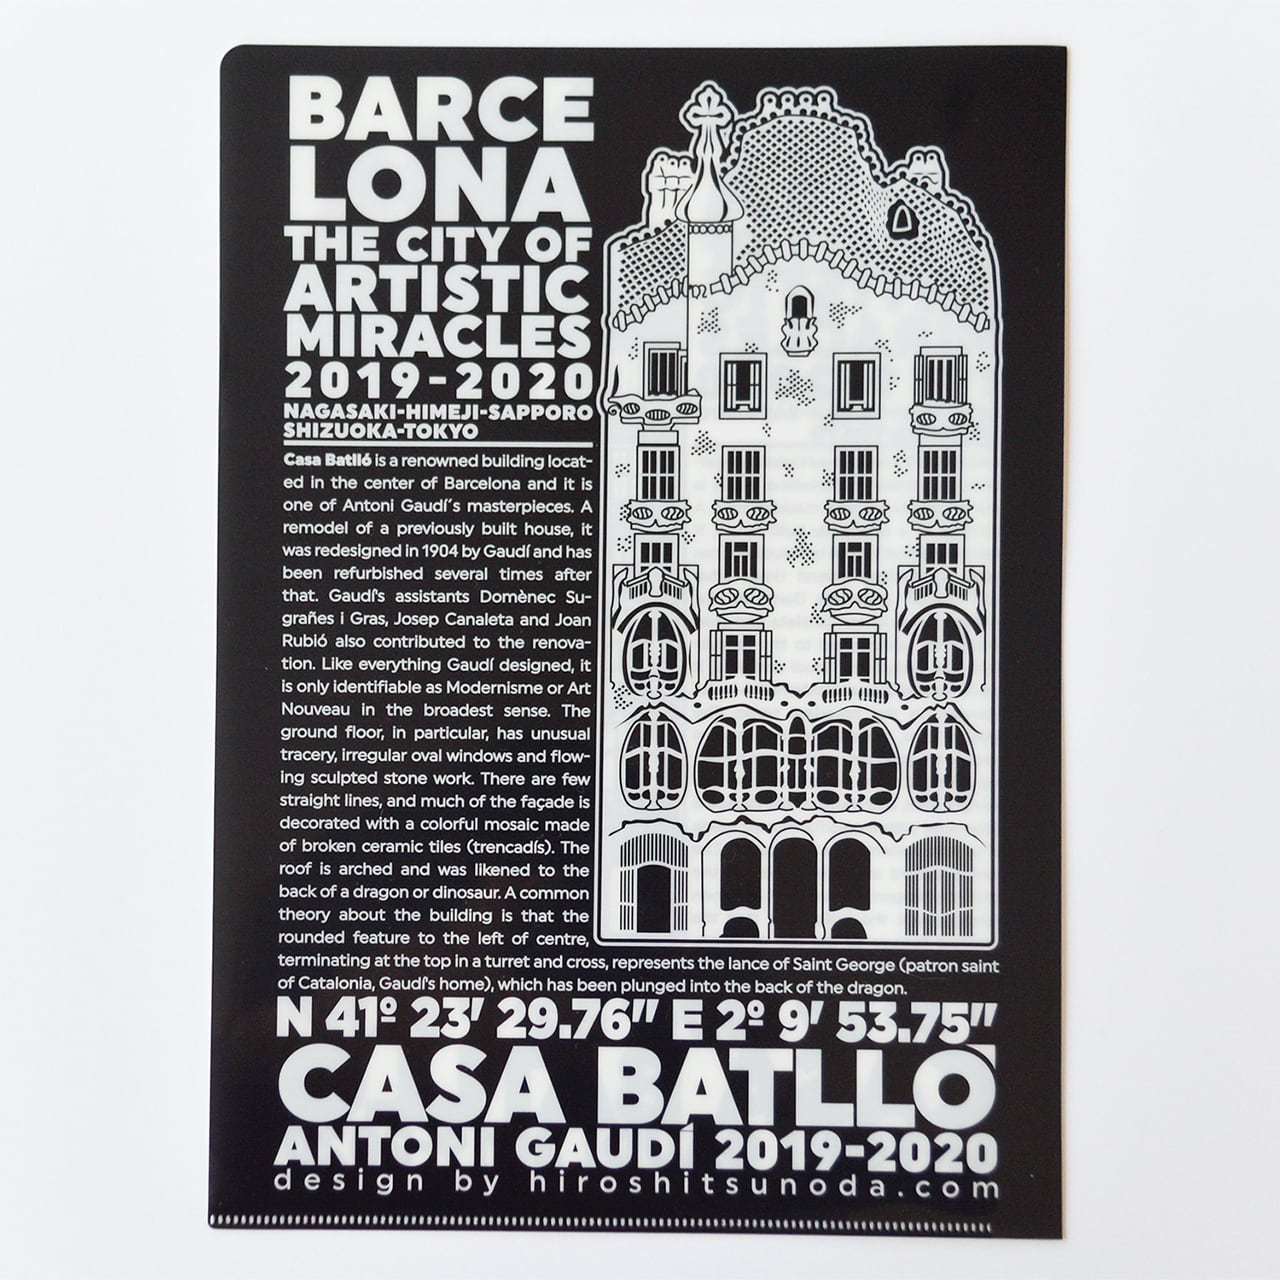 BARCE
LONA
THE CITY OF
ARTISTIC
MIRACLES
2019-2020
NAGASAKI-HIMEJI-SAPPORO
SHIZUOKA-TOKYO
Casa Batlló is a renowned building locat-
ed in the center of Barcelona and it is
one of Antoni Gaudí´s masterpieces. A
remodel of a previously built house, it
was redesigned in 1904 by Gaudí and has
been refurbished several times after
that. Gaudí's assistants Domènec Su-
grañes i Gras, Josep Canaleta and Joan
Rubió also contributed to the renova-
tion. Like everything Gaudí designed, it
is only identifiable as Modernisme or Art
Nouveau in the broadest sense. The
ground floor, in particular, has unusual
tracery, irregular oval windows and flow-
ing sculpted stone work. There are few
straight lines, and much of the façade is
decorated with a colorful mosaic made
of broken ceramic tiles (trencadís). The
roof is arched and was likened to the
back of a dragon or dinosaur. A common
theory about the building is that the
rounded feature to the left of centre,
terminating at the top in a turret and cross, represents the lance of Saint George (patron saint
of Catalonia, Gaudí's home), which has been plunged into the back of the dragon.
N 41º 23' 29.76" E 2º 9' 53.75"
CASA BATLLÓ
ANTONI GAUDÍ 2019-2020
design by hiroshitsunoda.com